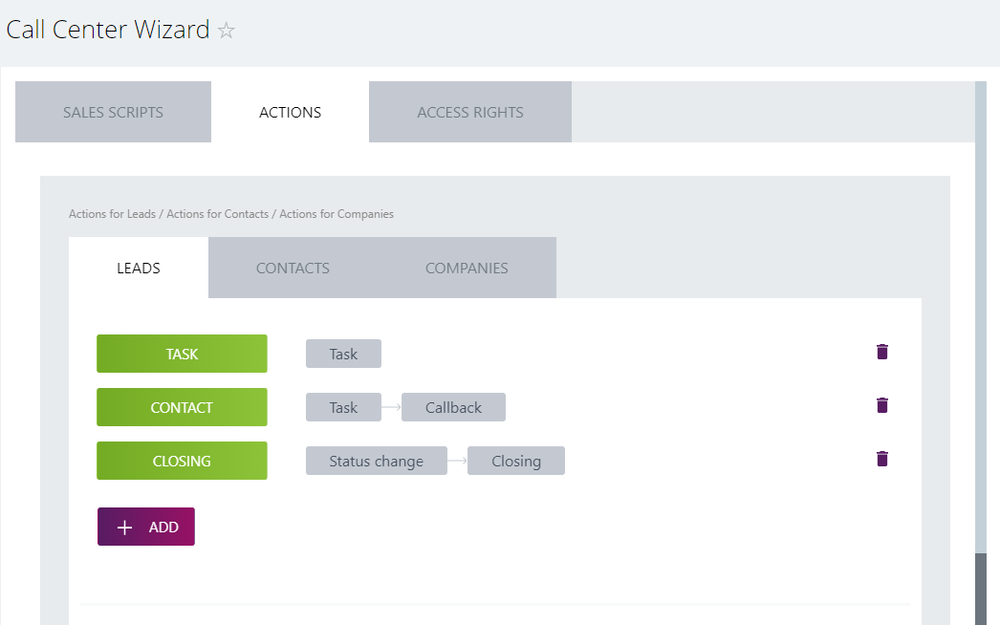 Call Center Wizard
SALES SCRIPTS ACTIONS ACCESS RIGHTS
Actions for Leads / Actions for Contacts / Actions for Companies
LEADS CONTACTS COMPANIES
TASK Task
CONTACT Task Callback
CLOSING Status change Closing
ADD